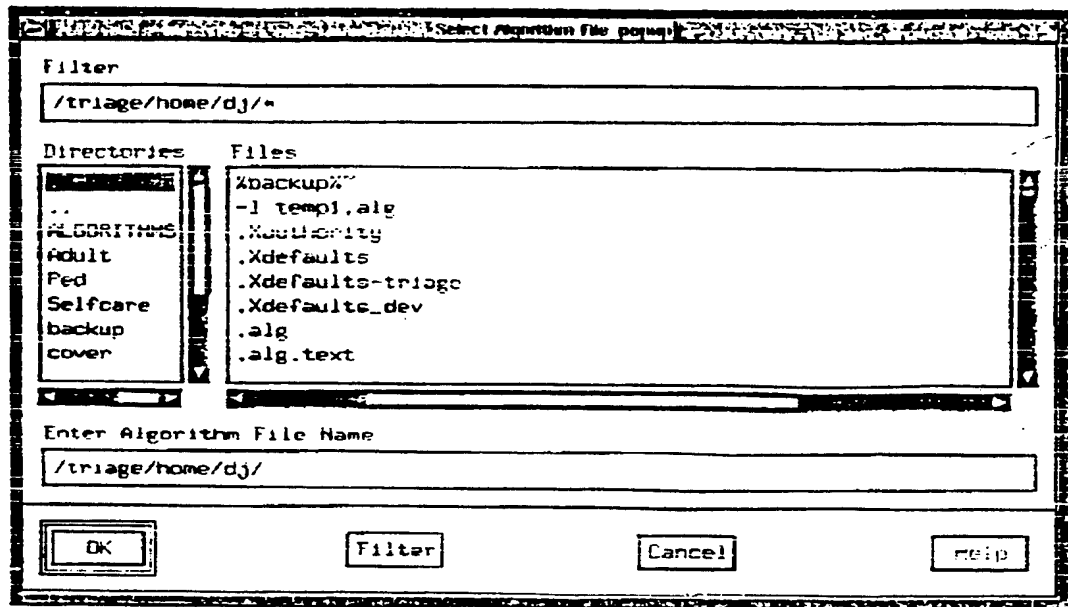 Select Algorithm File popup
Filter
/triage/home/dj/*
Directories
Files
..
ALGORITHMS
Adult
Ped
Selfcare
backup
cover
%backup%~
-l temp1.alg
.Xauthority
.Xdefaults
.Xdefaults-triage
.Xdefaults_dev
.alg
.alg.text
Enter Algorithm File Name
/triage/home/dj/
OK
Filter
Cancel
Help